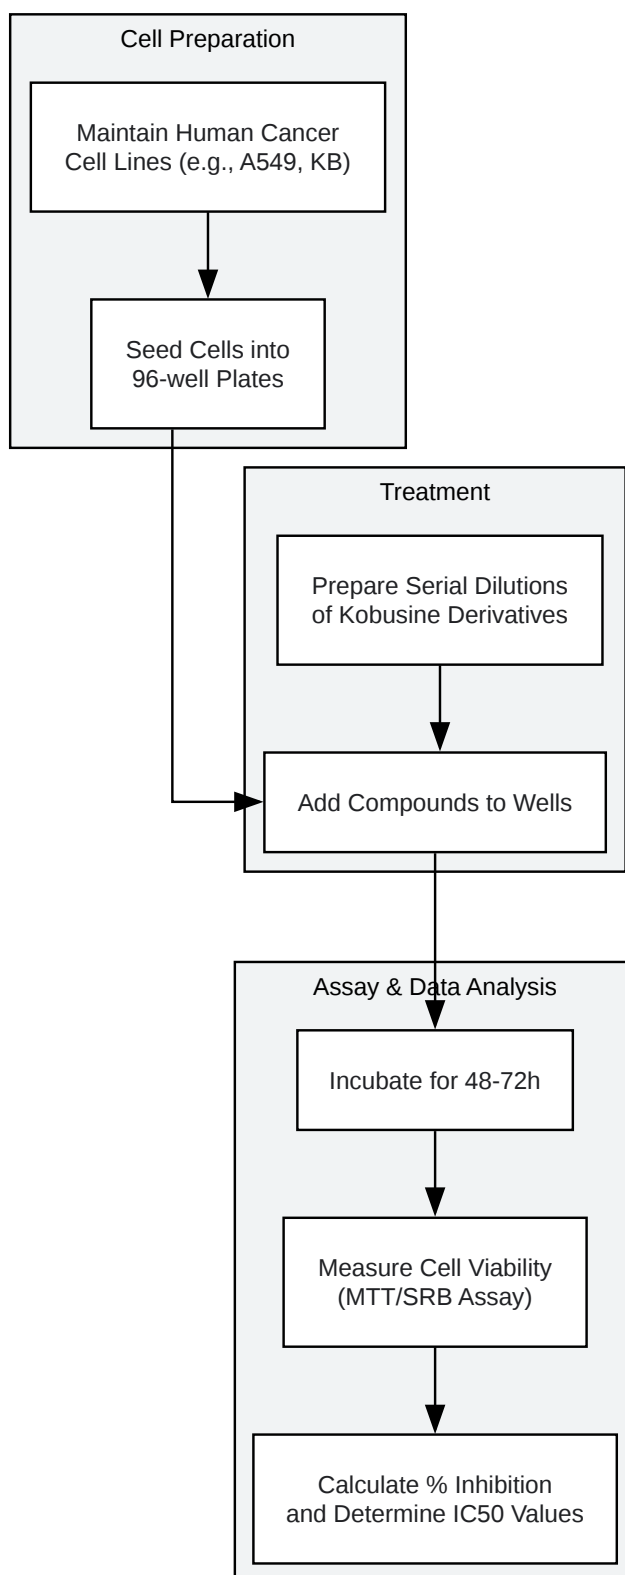 Cell Preparation
Maintain Human Cancer
Cell Lines (e.g., A549, KB)
Seed Cells into
96-well Plates
Treatment
Prepare Serial Dilutions
of Kobusine Derivatives
Add Compounds to Wells
Assay & Data Analysis
Incubate for 48-72h
Measure Cell Viability
(MTT/SRB Assay)
Calculate % Inhibition
and Determine IC50 Values